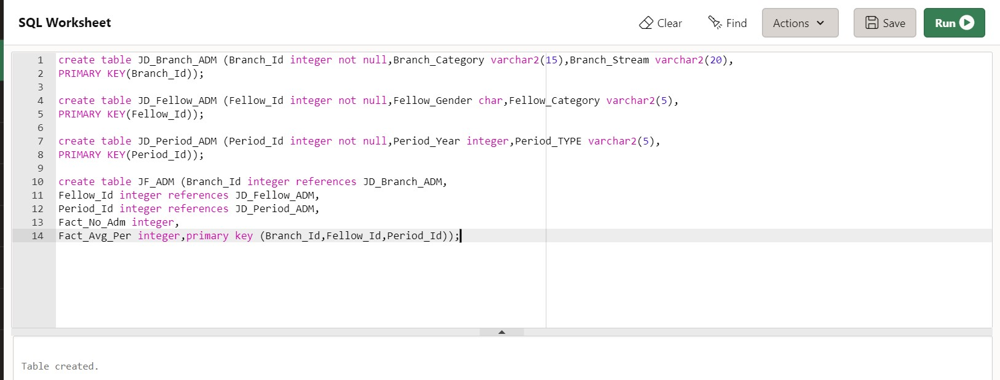 SQL Worksheet
Clear
Find
Actions
Save
Run
1 create table JD_Branch_ADM (Branch_Id integer not null,Branch_Category varchar2(15),Branch_Stream varchar2(20),
2 PRIMARY KEY(Branch_Id));
3
4 create table JD_Fellow_ADM (Fellow_Id integer not null,Fellow_Gender char,Fellow_Category varchar2(5),
5 PRIMARY KEY(Fellow_Id));
6
7 create table JD_Period_ADM (Period_Id integer not null,Period_Year integer,Period_TYPE varchar2(5),
8 PRIMARY KEY(Period_Id));
9
10 create table JF_ADM (Branch_Id integer references JD_Branch_ADM,
11 Fellow_Id integer references JD_Fellow_ADM,
12 Period_Id integer references JD_Period_ADM,
13 Fact_No_Adm integer,
14 Fact_Avg_Per integer,primary key (Branch_Id,Fellow_Id,Period_Id));
Table created.